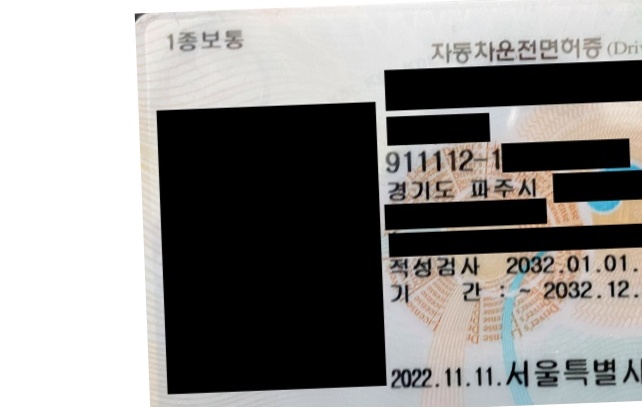 1종보통
자동차운전면허증 (Dri
911112-1
경기도 파주시
적성검사 2032.01.01.
기 간 : ~ 2032.12.
2022.11.11. 서울특별시